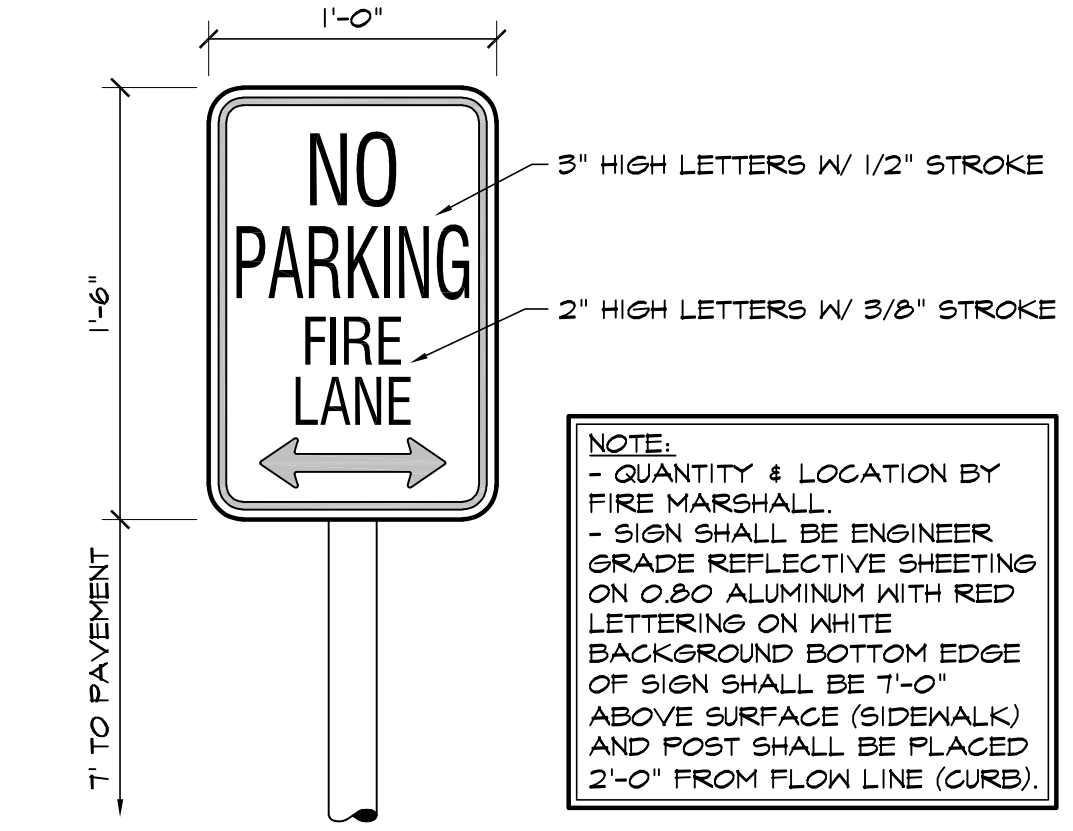 1'-0"
NO
PARKING
FIRE
LANE
3" HIGH LETTERS W/ 1/2" STROKE
2" HIGH LETTERS W/ 3/8" STROKE
1'-6"
7' TO PAVEMENT
NOTE:
- QUANTITY & LOCATION BY
FIRE MARSHALL.
- SIGN SHALL BE ENGINEER
GRADE REFLECTIVE SHEETING
ON 0.80 ALUMINUM WITH RED
LETTERING ON WHITE
BACKGROUND BOTTOM EDGE
OF SIGN SHALL BE 7'-0"
ABOVE SURFACE (SIDEWALK)
AND POST SHALL BE PLACED
2'-0" FROM FLOW LINE (CURB).